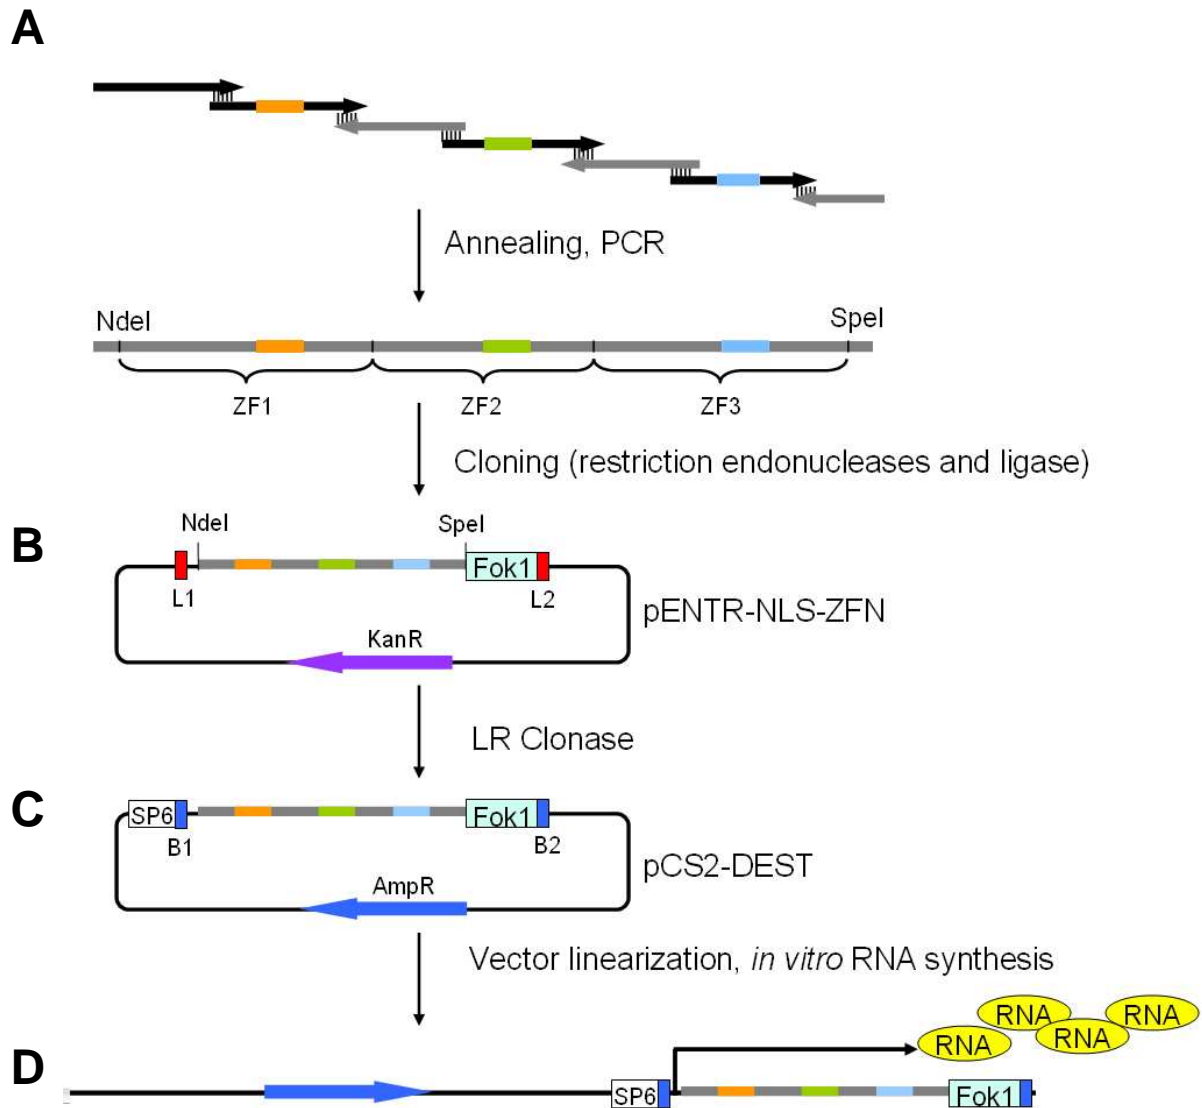 A
Annealing, PCR
NdeI SpeI
ZF1 ZF2 ZF3
Cloning (restriction endonucleases and ligase)
B
NdeI SpeI
Fok1
L1 L2
pENTR-NLS-ZFN
KanR
LR Clonase
C
SP6 Fok1
B1 B2
pCS2-DEST
AmpR
Vector linearization, in vitro RNA synthesis
RNA RNA
RNA RNA
D
SP6 Fok1